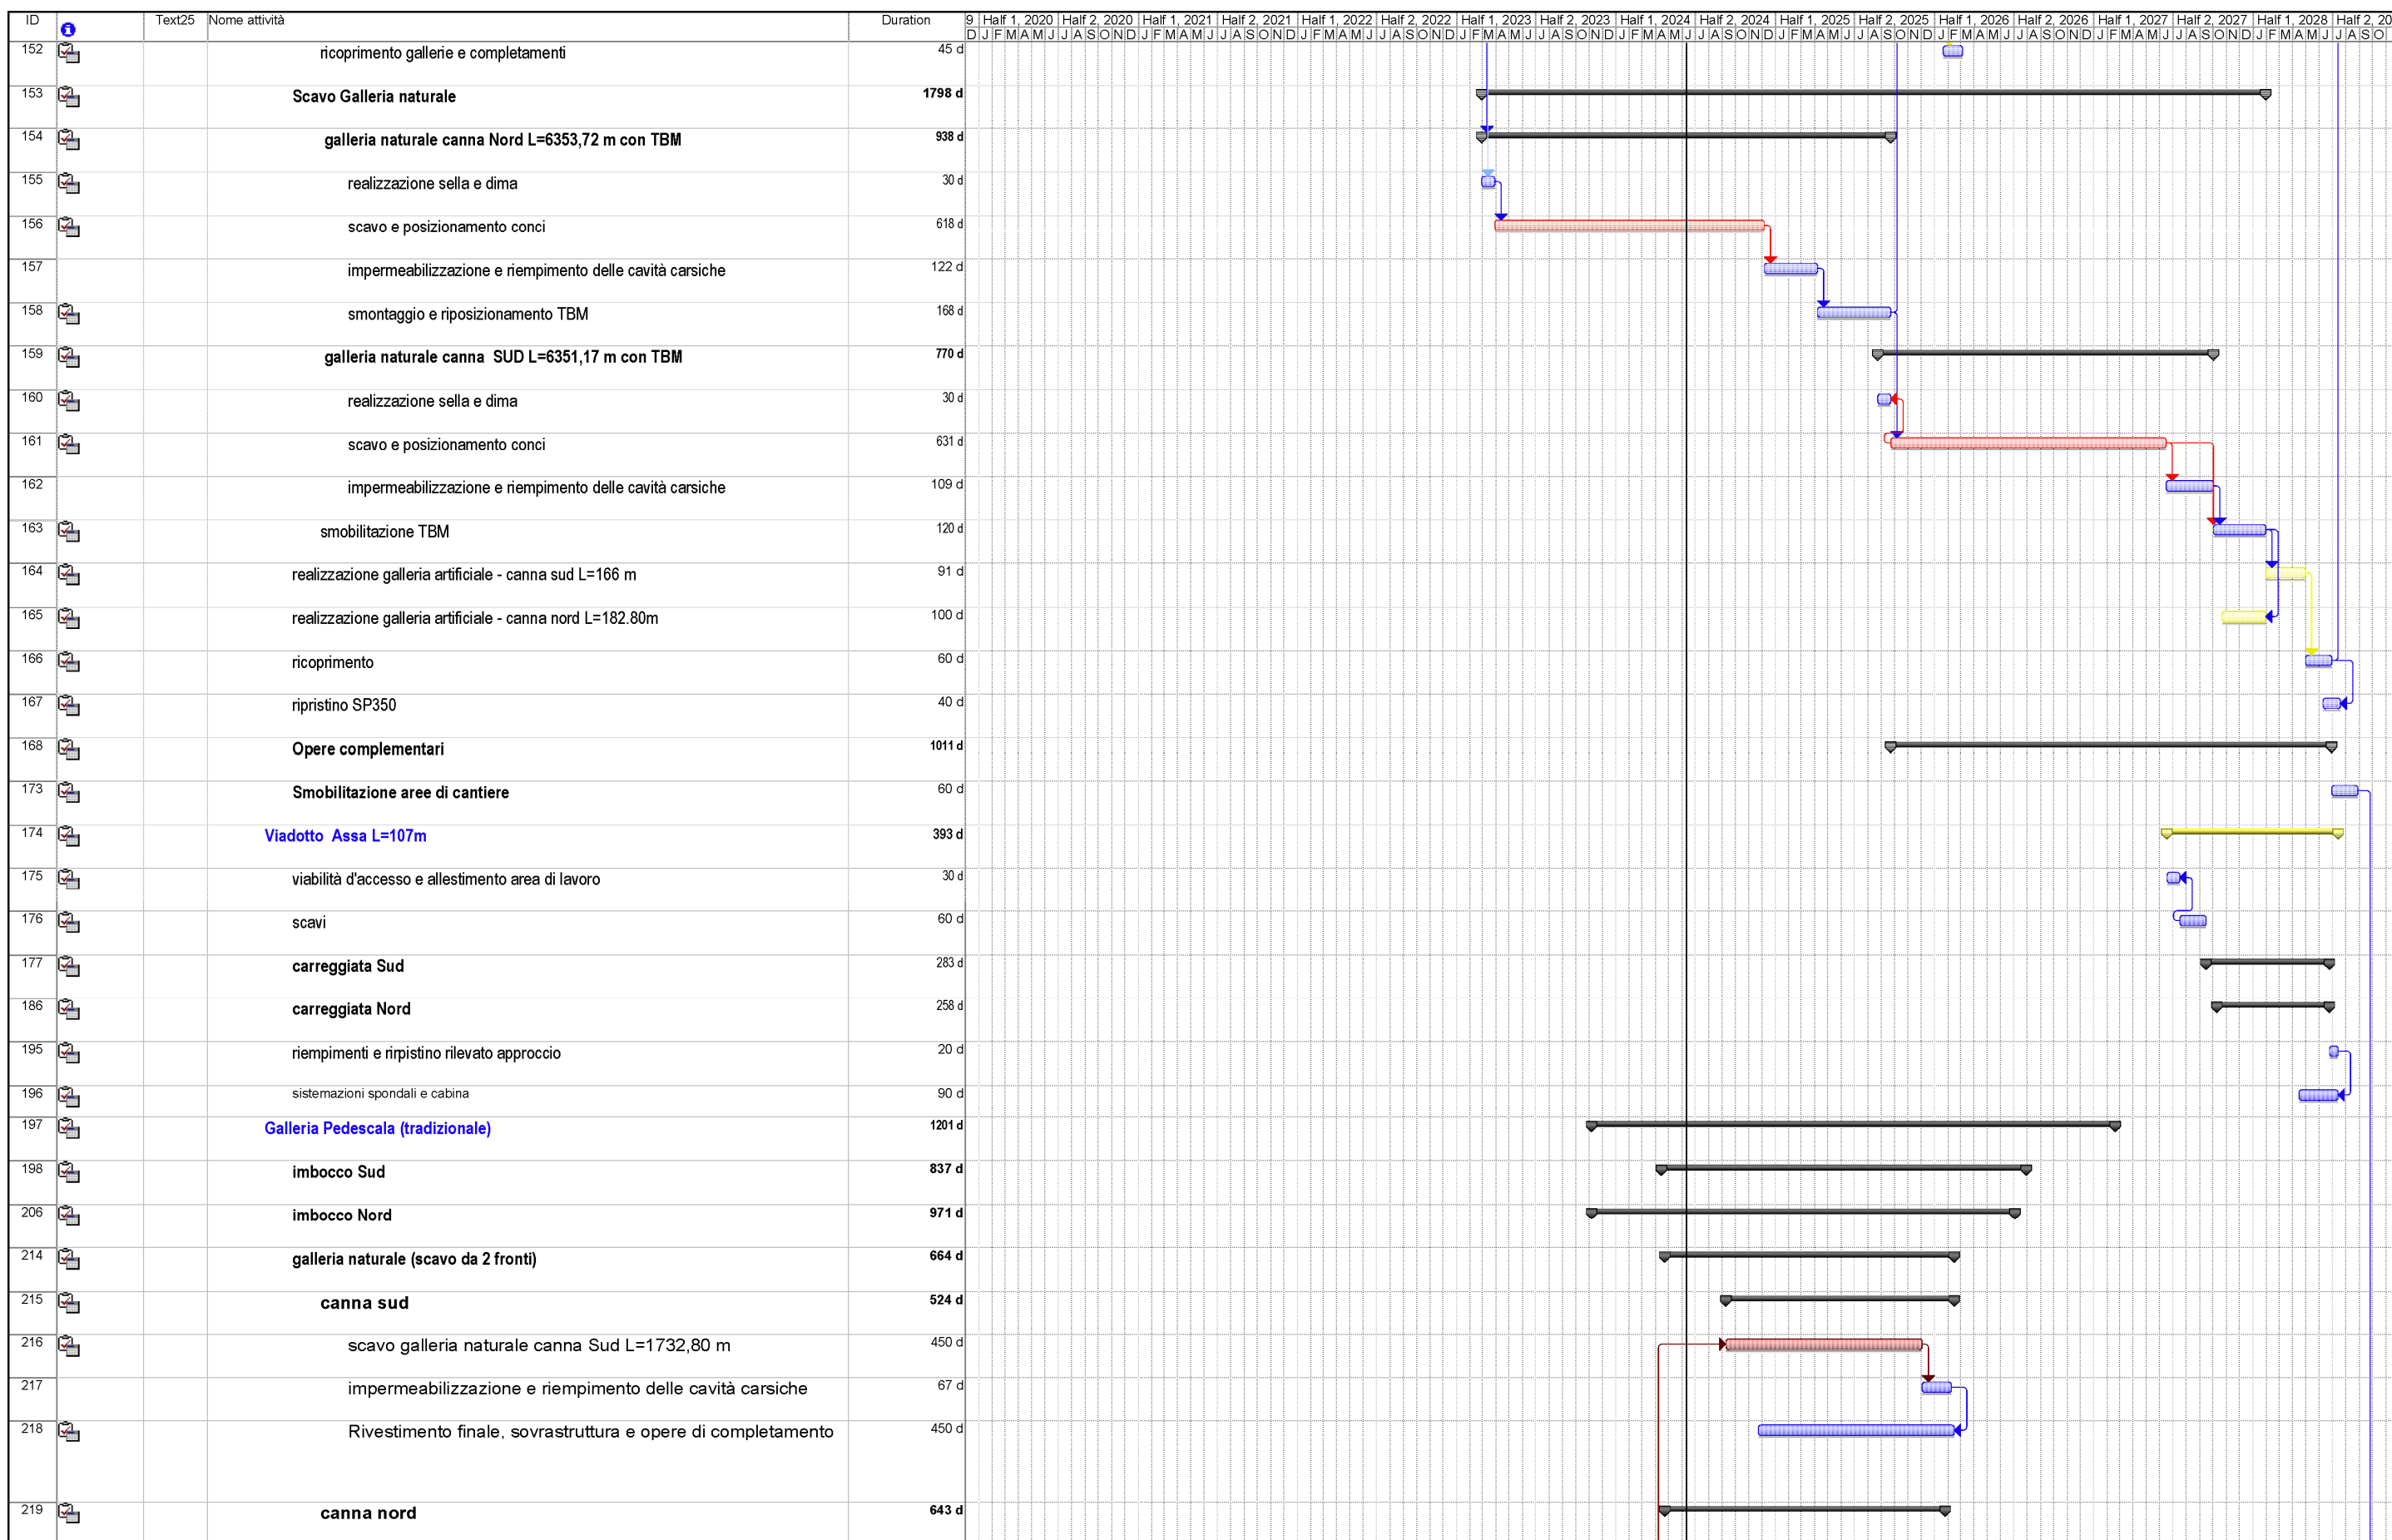 ID Text25 Nome attività Duration 9 Half 1, 2020 Half 2, 2020 Half 1, 2021 Half 2, 2021 Half 1, 2022 Half 2, 2022 Half 1, 2023 Half 2, 2023 Half 1, 2024 Half 2, 2024 Half 1, 2025 Half 2, 2025 Half 1, 2026 Half 2, 2026 Half 1, 2027 Half 2, 2027 Half 1, 2028 Half 2, 20
D J F M A M J J A S O N D J F M A M J J A S O N D J F M A M J J A S O N D J F M A M J J A S O N D J F M A M J J A S O N D J F M A M J J A S O N D J F M A M J J A S O N D J F M A M J J A S O N D J F M A M J J A S O
152 ricoprimento gallerie e completamenti 45 d
153 Scavo Galleria naturale 1798 d
154 galleria naturale canna Nord L=6353,72 m con TBM 938 d
155 realizzazione sella e dima 30 d
156 scavo e posizionamento conci 618 d
157 impermeabilizzazione e riempimento delle cavità carsiche 122 d
158 smontaggio e riposizionamento TBM 168 d
159 galleria naturale canna SUD L=6351,17 m con TBM 770 d
160 realizzazione sella e dima 30 d
161 scavo e posizionamento conci 631 d
162 impermeabilizzazione e riempimento delle cavità carsiche 109 d
163 smobilitazione TBM 120 d
164 realizzazione galleria artificiale - canna sud L=166 m 91 d
165 realizzazione galleria artificiale - canna nord L=182.80m 100 d
166 ricoprimento 60 d
167 ripristino SP350 40 d
168 Opere complementari 1011 d
173 Smobilitazione aree di cantiere 60 d
174 Viadotto Assa L=107m 393 d
175 viabilità d'accesso e allestimento area di lavoro 30 d
176 scavi 60 d
177 carreggiata Sud 283 d
186 carreggiata Nord 258 d
195 riempimenti e rirpistino rilevato approccio 20 d
196 sistemazioni spondali e cabina 90 d
197 Galleria Pedescala (tradizionale) 1201 d
198 imbocco Sud 837 d
206 imbocco Nord 971 d
214 galleria naturale (scavo da 2 fronti) 664 d
215 canna sud 524 d
216 scavo galleria naturale canna Sud L=1732,80 m 450 d
217 impermeabilizzazione e riempimento delle cavità carsiche 67 d
218 Rivestimento finale, sovrastruttura e opere di completamento 450 d
219 canna nord 643 d